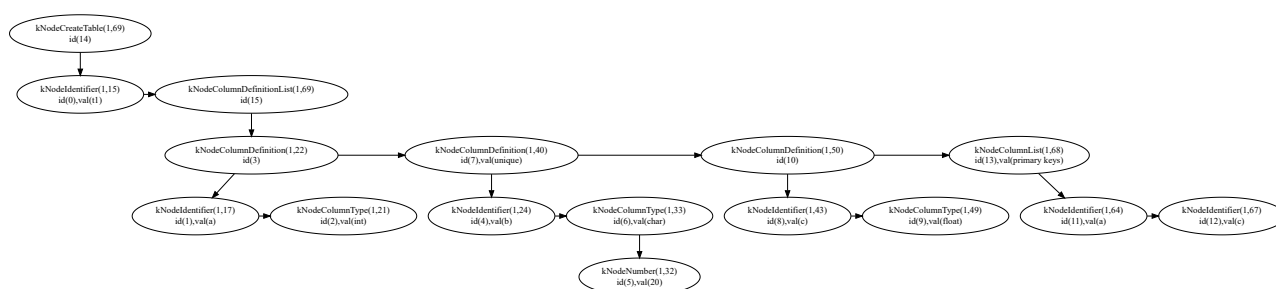 kNodeCreateTable(1,69)
id(14)
kNodeIdentifier(1,15)
id(0),val(t1)
kNodeColumnDefinitionList(1,69)
id(15)
kNodeColumnDefinition(1,22)
id(3)
kNodeColumnDefinition(1,40)
id(7),val(unique)
kNodeColumnDefinition(1,50)
id(10)
kNodeColumnList(1,68)
id(13),val(primary keys)
kNodeIdentifier(1,17)
id(1),val(a)
kNodeColumnType(1,21)
id(2),val(int)
kNodeIdentifier(1,24)
id(4),val(b)
kNodeColumnType(1,33)
id(6),val(char)
kNodeIdentifier(1,43)
id(8),val(c)
kNodeColumnType(1,49)
id(9),val(float)
kNodeIdentifier(1,64)
id(11),val(a)
kNodeIdentifier(1,67)
id(12),val(c)
kNodeNumber(1,32)
id(5),val(20)